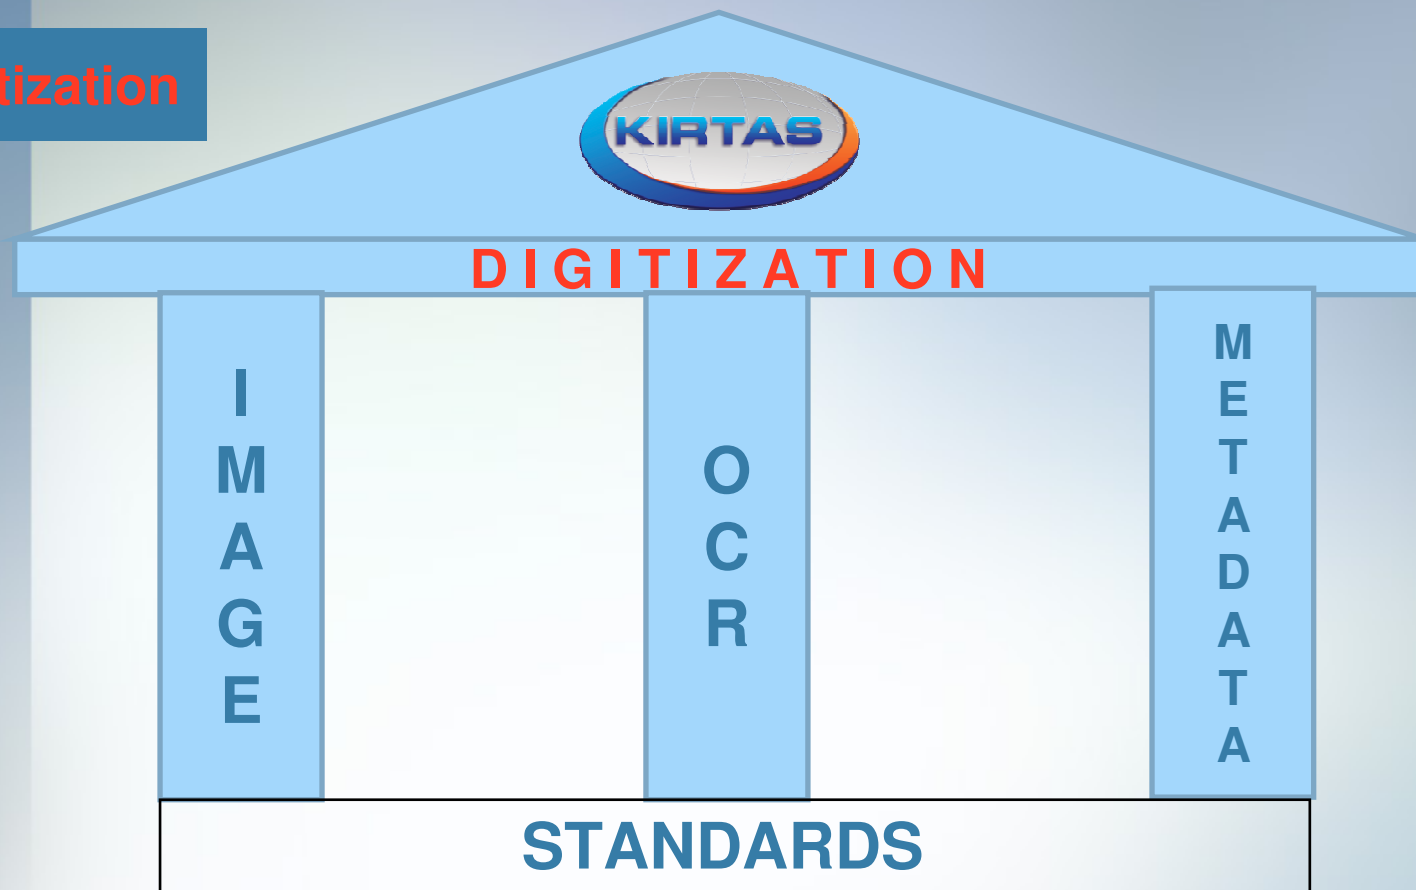 tization
KIRTAS
DIGITIZATION
IMAGE
OCR
METADATA
STANDARDS